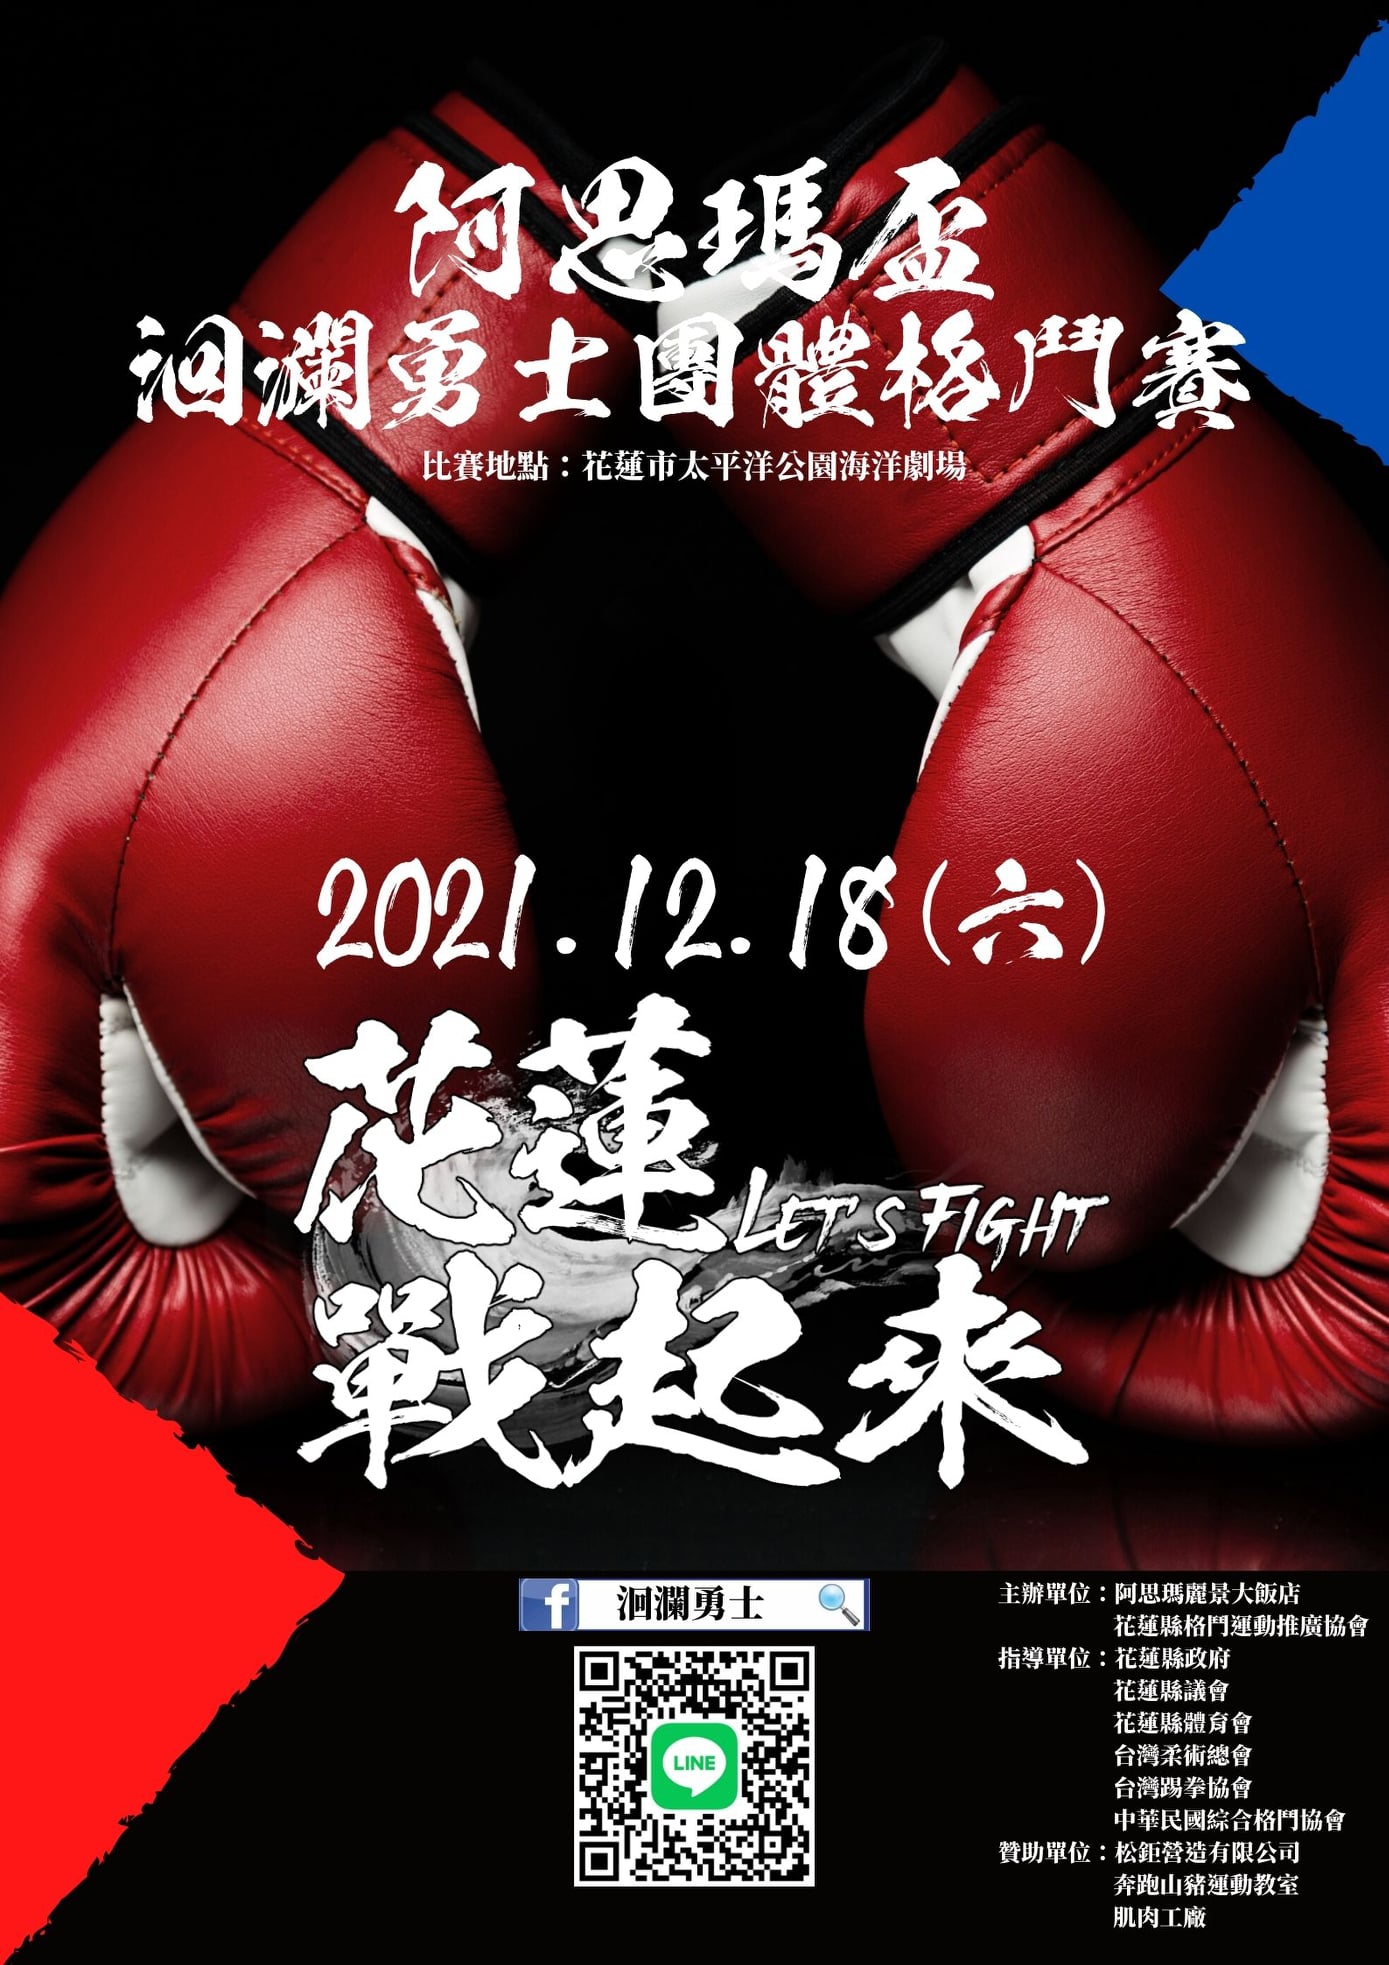 阿思瑪盃
洄瀾勇士團體格鬥賽
比賽地點：花蓮市太平洋公園海洋劇場
2021.12.18(六)
花蓮
LET'S FIGHT
戰起來
洄瀾勇士
LINE
主辦單位：阿思瑪麗景大飯店
花蓮縣格鬥運動推廣協會
指導單位：花蓮縣政府
花蓮縣議會
花蓮縣體育會
台灣柔術總會
台灣踢拳協會
中華民國綜合格鬥協會
贊助單位：松鉅營造有限公司
奔跑山豬運動教室
肌肉工廠